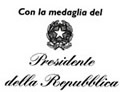 Con la medaglia del
Presidente
della Repubblica